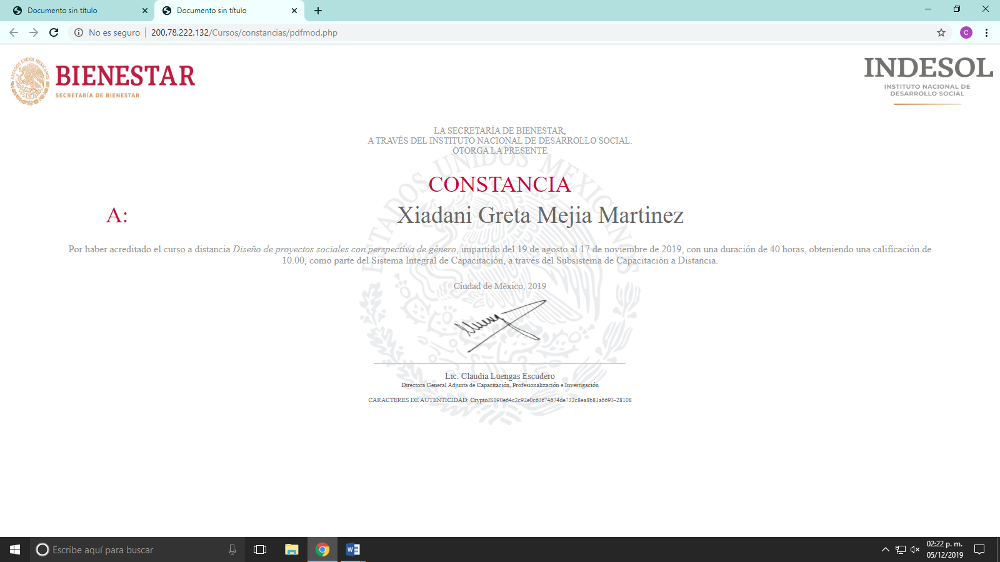 Documento sin título
Documento sin título
No es seguro
200.78.222.132/Cursos/constancias/pdfmod.php
C
ESTADOS UNIDOS MEXICANOS
BIENESTAR
SECRETARÍA DE BIENESTAR
INDESOL
INSTITUTO NACIONAL DE
DESARROLLO SOCIAL
LA SECRETARÍA DE BIENESTAR,
A TRAVÉS DEL INSTITUTO NACIONAL DE DESARROLLO SOCIAL.
OTORGA LA PRESENTE
ESTADOS UNIDOS MEXICANOS
CONSTANCIA
A: Xiadani Greta Mejia Martinez
Por haber acreditado el curso a distancia Diseño de proyectos sociales con perspectiva de género, impartido del 19 de agosto al 17 de noviembre de 2019, con una duración de 40 horas, obteniendo una calificación de
10.00, como parte del Sistema Integral de Capacitación, a través del Subsistema de Capacitación a Distancia.
Ciudad de México, 2019
Lic. Claudia Luengas Escudero
Directora General Adjunta de Capacitación, Profesionalización e Investigación
CARACTERES DE AUTENTICIDAD: CryptoJS090e64c2c92e0c63f74674de732c8ea8b81a6693-28108
Escribe aquí para buscar
02:22 p. m.
05/12/2019